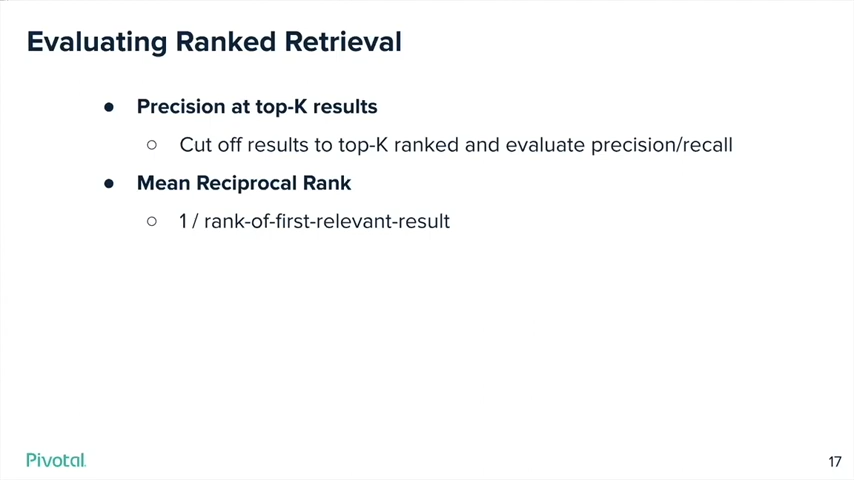 Evaluating Ranked Retrieval
● Precision at top-K results
○ Cut off results to top-K ranked and evaluate precision/recall
● Mean Reciprocal Rank
○ 1 / rank-of-first-relevant-result
Pivotal
17